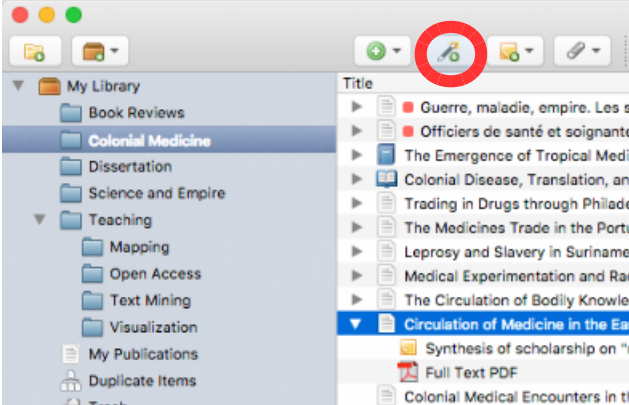 My Library
Book Reviews
Colonial Medicine
Dissertation
Science and Empire
Teaching
Mapping
Open Access
Text Mining
Visualization
My Publications
Duplicate Items
Trash
Title
Guerre, maladie, empire. Les s
Officiers de santé et soignante
The Emergence of Tropical Medi
Colonial Disease, Translation, an
Trading in Drugs through Philade
The Medicines Trade in the Portu
Leprosy and Slavery in Suriname
Medical Experimentation and Ra
The Circulation of Bodily Knowle
Circulation of Medicine in the Ea
Synthesis of scholarship on "
Full Text PDF
Colonial Medical Encounters in t